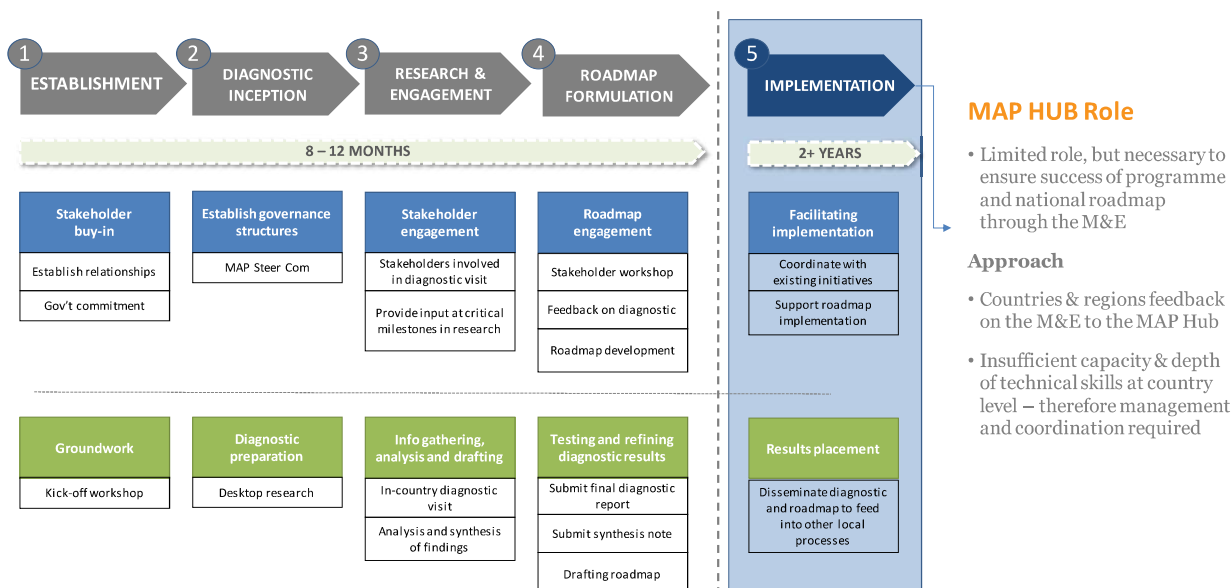 1
ESTABLISHMENT
2
DIAGNOSTIC
INCEPTION
3
RESEARCH &
ENGAGEMENT
4
ROADMAP
FORMULATION
5
IMPLEMENTATION
8 – 12 MONTHS
2+ YEARS
Stakeholder
buy-in
Establish relationships
Gov't commitment
Establish governance
structures
MAP Steer Com
Stakeholder
engagement
Stakeholders involved
in diagnostic visit
Provide input at critical
milestones in research
Roadmap
engagement
Stakeholder workshop
Feedback on diagnostic
Roadmap development
Facilitating
implementation
Coordinate with
existing initiatives
Support roadmap
implementation
Groundwork
Kick-off workshop
Diagnostic
preparation
Desktop research
Info gathering,
analysis and drafting
In-country diagnostic
visit
Analysis and synthesis
of findings
Testing and refining
diagnostic results
Submit final diagnostic
report
Submit synthesis note
Drafting roadmap
Results placement
Disseminate diagnostic
and roadmap to feed
into other local
processes
MAP HUB Role
• Limited role, but necessary to
ensure success of programme
and national roadmap
through the M&E
Approach
• Countries & regions feedback
on the M&E to the MAP Hub
• Insufficient capacity & depth
of technical skills at country
level – therefore management
and coordination required